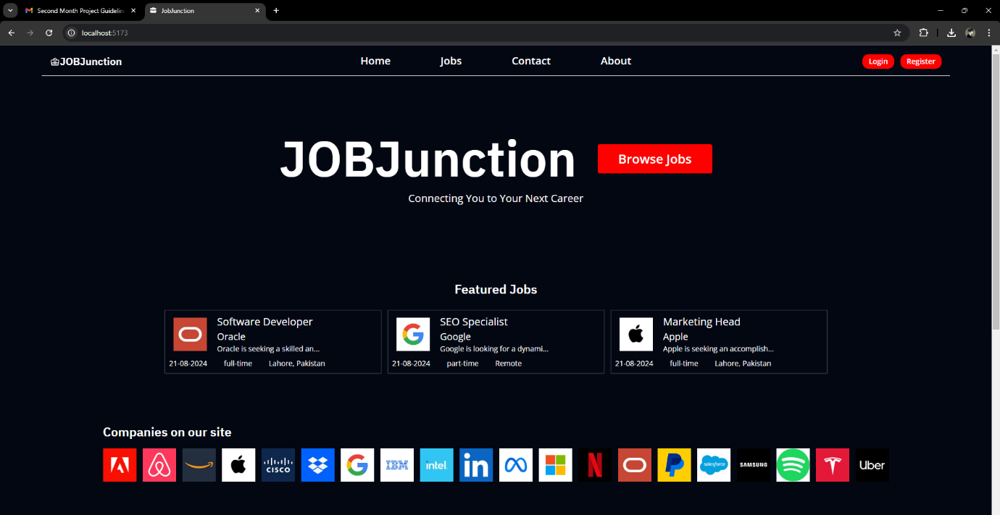 Second Month Project Guidelin
JobJunction
localhost:5173
JOBJunction
Home Jobs Contact About
Login Register
JOBJunction
Browse Jobs
Connecting You to Your Next Career
Featured Jobs
Software Developer
Oracle
Oracle is seeking a skilled an...
21-08-2024 full-time Lahore, Pakistan
SEO Specialist
Google
Google is looking for a dynami...
21-08-2024 part-time Remote
Marketing Head
Apple
Apple is seeking an accomplish...
21-08-2024 full-time Lahore, Pakistan
Companies on our site
CISCO IBM intel in salesforce SAMSUNG Uber